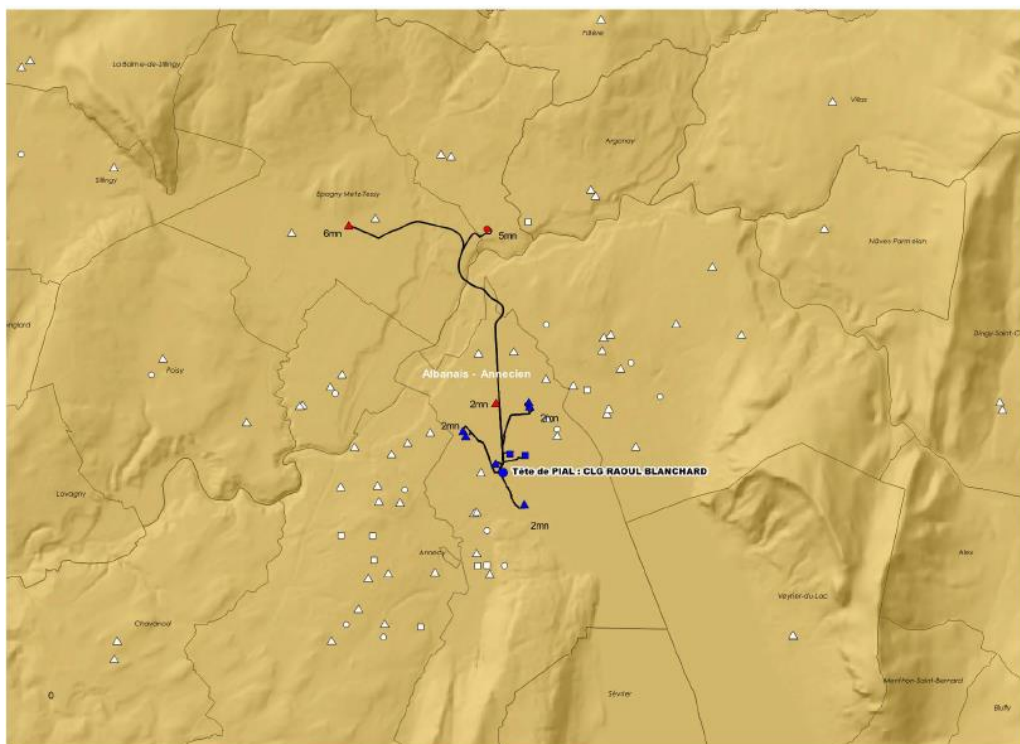 La Balme-de-Sillingy
Villaz
Argonay
Sillingy
Epagny Metz-Tessy
6mn
5mn
Nâves-Parmelan
Poisy
Albanais - Annecien
2mn
2mn
2mn
Tête de PIAL : CLG RAOUL BLANCHARD
Lovagny
2mn
Annecy
Alex
Veyrier-du-Lac
Chavanod
Menthon-Saint-Bernard
0
Sévrier
Bluffy